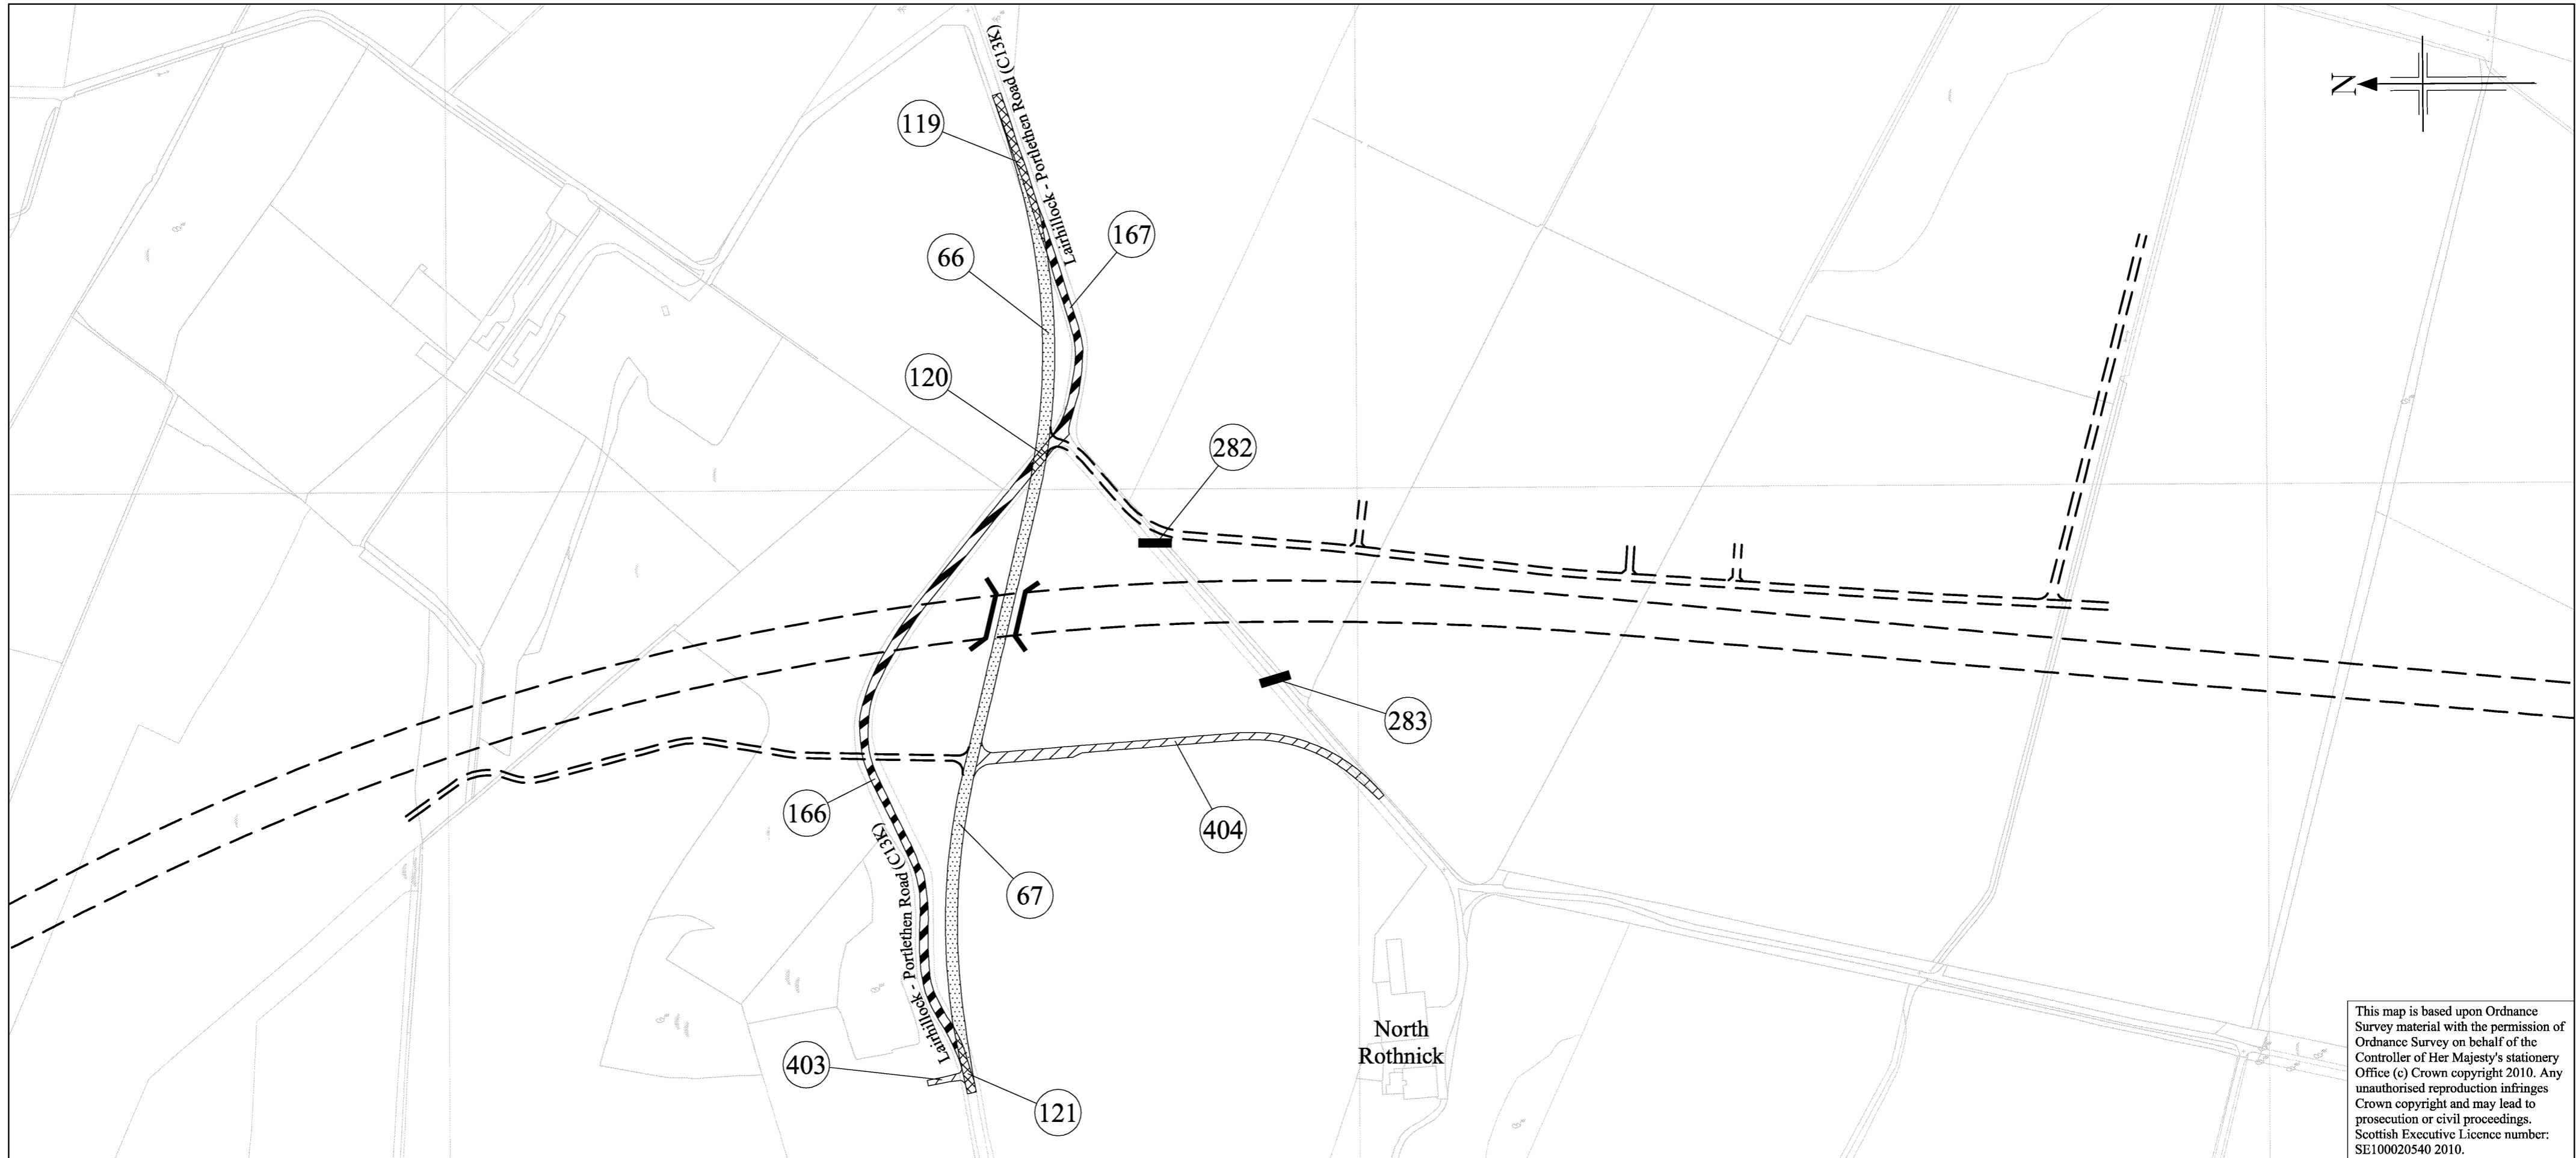 N
Lairhillock - Portlethen Road (C13K)
119
167
66
120
282
283
166
404
67
Lairhillock - Portlethen Road (C13K)
North
Rothnick
403
121
This map is based upon Ordnance
Survey material with the permission of
Ordnance Survey on behalf of the
Controller of Her Majesty's stationery
Office (c) Crown copyright 2010. Any
unauthorised reproduction infringes
Crown copyright and may lead to
prosecution or civil proceedings.
Scottish Executive Licence number:
SE100020540 2010.